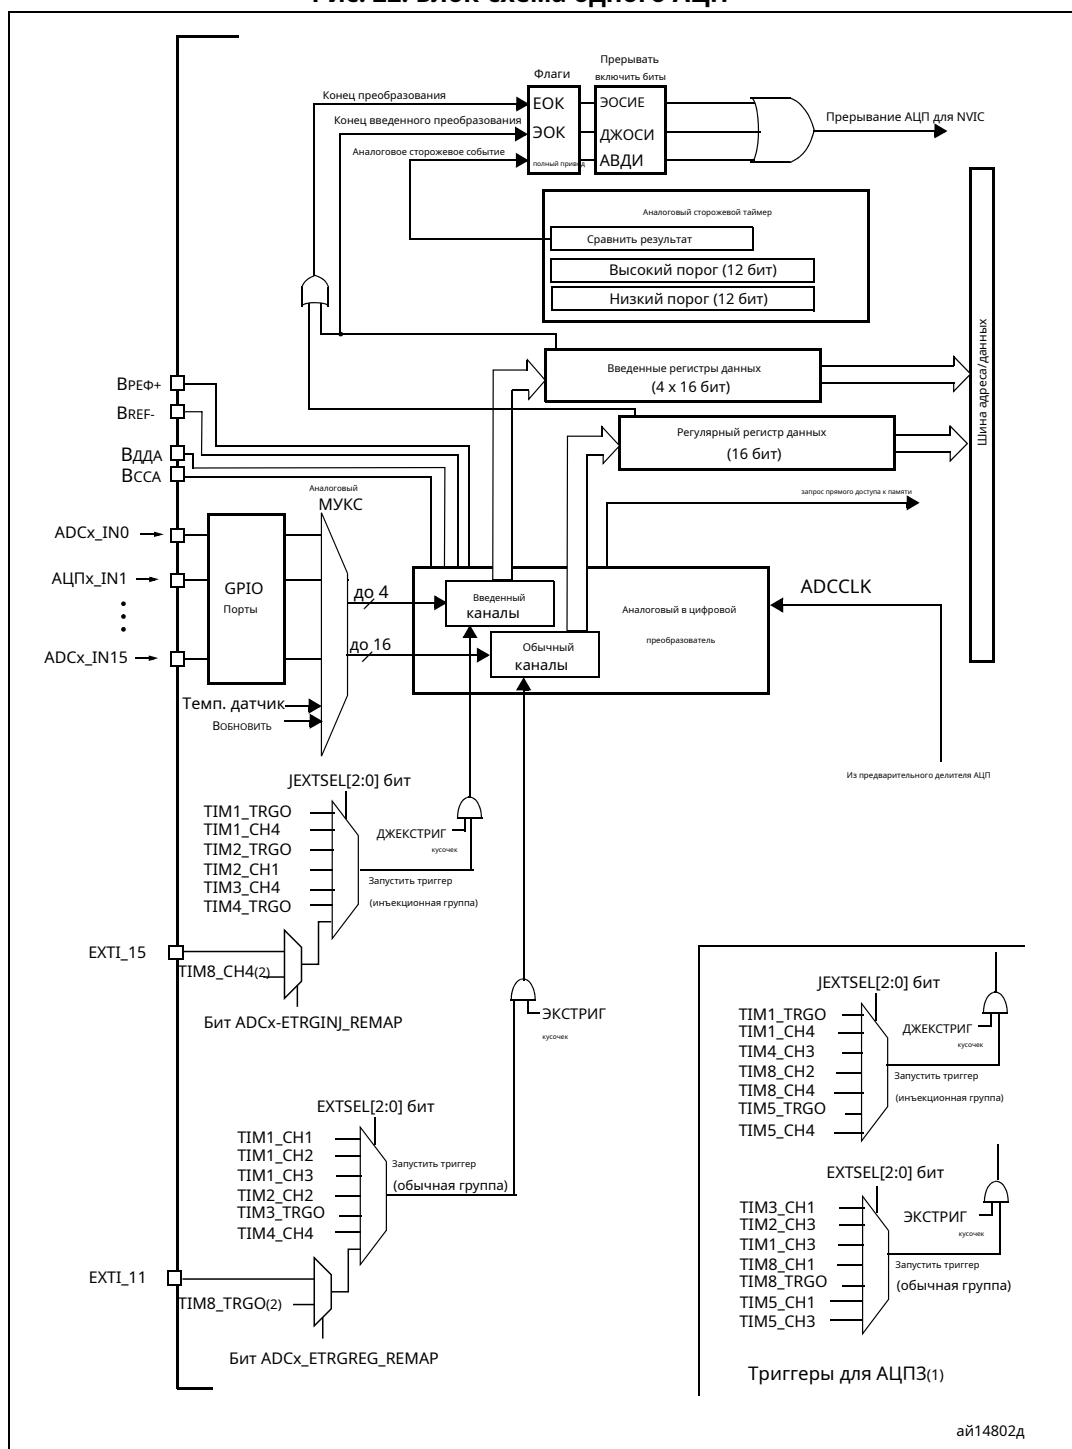 Рис. 22. Блок-схема одного АЦП
Флаги
Прерывать
включить биты
Конец преобразования
ЕОК
ЭОСИЕ
Прерывание АЦП для NVIC
Конец введенного преобразования
ЭОК
ДЖОСИ
Аналоговое сторожевое событие
полный привод
АВДИ
Аналоговый сторожевой таймер
Сравнить результат
Высокий порог (12 бит)
Низкий порог (12 бит)
Шина адреса/данных
Введенные регистры данных
(4 x 16 бит)
ВРЕФ+
ВREF-
Регулярный регистр данных
(16 бит)
ВДДА
ВССА
запрос прямого доступа к памяти
Аналоговый
МУКС
ADCx_IN0
АЦПx_IN1
ADCx_IN15
GPIO
Порты
до 4
до 16
Введенный
каналы
Обычный
каналы
Аналоговый в цифровой
преобразователь
ADCCLK
Темп. датчик
ВОБНОВИТЬ
Из предварительного делителя АЦП
JEXTSEL[2:0] бит
TIM1_TRGO
TIM1_CH4
TIM2_TRGO
TIM2_CH1
TIM3_CH4
TIM4_TRGO
ДЖЕКСТРИГ
кусочек
Запустить триггер
(инъекционная группа)
EXTI_15
TIM8_CH4(2)
Бит ADCx-ETRGINJ_REMAP
ЭКСТРИГ
кусочек
EXTSEL[2:0] бит
TIM1_CH1
TIM1_CH2
TIM1_CH3
TIM2_CH2
TIM3_TRGO
TIM4_CH4
Запустить триггер
(обычная группа)
EXTI_11
TIM8_TRGO(2)
Бит ADCx_ETRGREG_REMAP
JEXTSEL[2:0] бит
TIM1_TRGO
TIM1_CH4
TIM4_CH3
TIM8_CH2
TIM8_CH4
TIM5_TRGO
TIM5_CH4
ДЖЕКСТРИГ
кусочек
Запустить триггер
(инъекционная группа)
EXTSEL[2:0] бит
TIM3_CH1
TIM2_CH3
TIM1_CH3
TIM8_CH1
TIM8_TRGO
TIM5_CH1
TIM5_CH3
ЭКСТРИГ
кусочек
Запустить триггер
(обычная группа)
Триггеры для АЦП3(1)
ай14802д